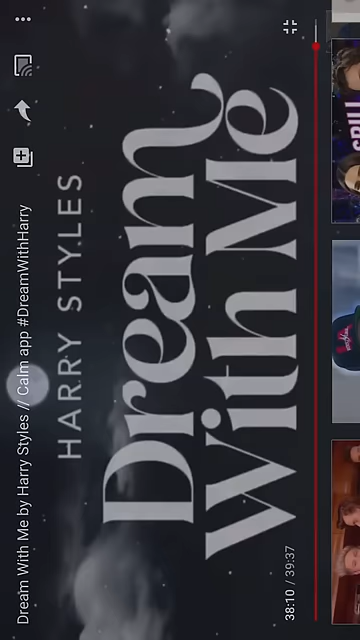 Dream With Me by Harry Styles // Calm app #DreamWithHarry
HARRY STYLES
Dream
With Me
38:10 / 39:37